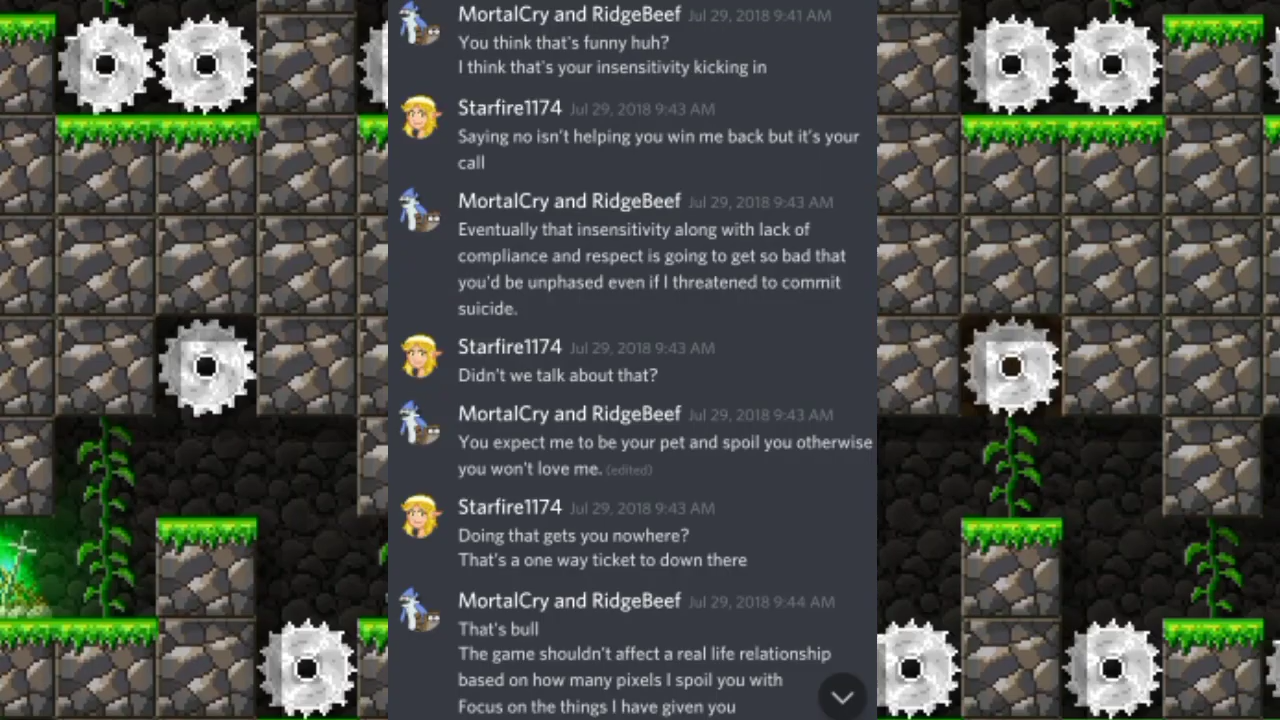 MortalCry and RidgeBeef Jul 29, 2018 9:41 AM
You think that's funny huh?
I think that's your insensitivity kicking in
Starfire1174 Jul 29, 2018 9:43 AM
Saying no isn't helping you win me back but it's your
call
MortalCry and RidgeBeef Jul 29, 2018 9:43 AM
Eventually that insensitivity along with lack of
compliance and respect is going to get so bad that
you'd be unphased even if I threatened to commit
suicide.
Starfire1174 Jul 29, 2018 9:43 AM
Didn't we talk about that?
MortalCry and RidgeBeef Jul 29, 2018 9:43 AM
You expect me to be your pet and spoil you otherwise
you won't love me. (edited)
Starfire1174 Jul 29, 2018 9:43 AM
Doing that gets you nowhere?
That's a one way ticket to down there
MortalCry and RidgeBeef Jul 29, 2018 9:44 AM
That's bull
The game shouldn't affect a real life relationship
based on how many pixels I spoil you with
Focus on the things I have given you